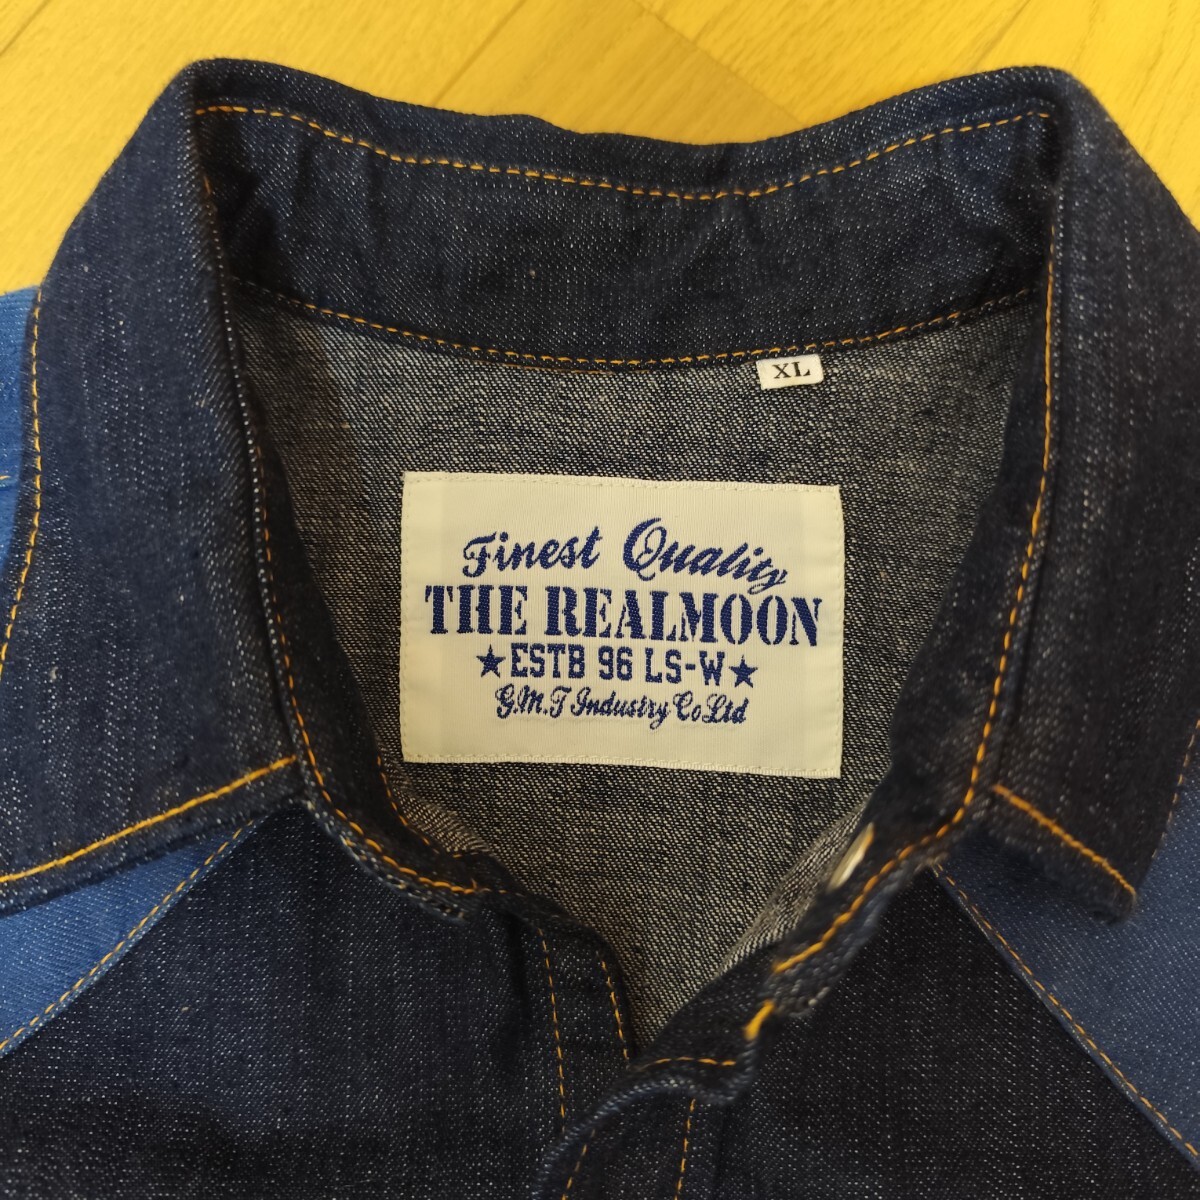 XL
Finest Quality
THE REALMOON
★ESTB 96 LS-W★
G.M.T Industry Co Ltd